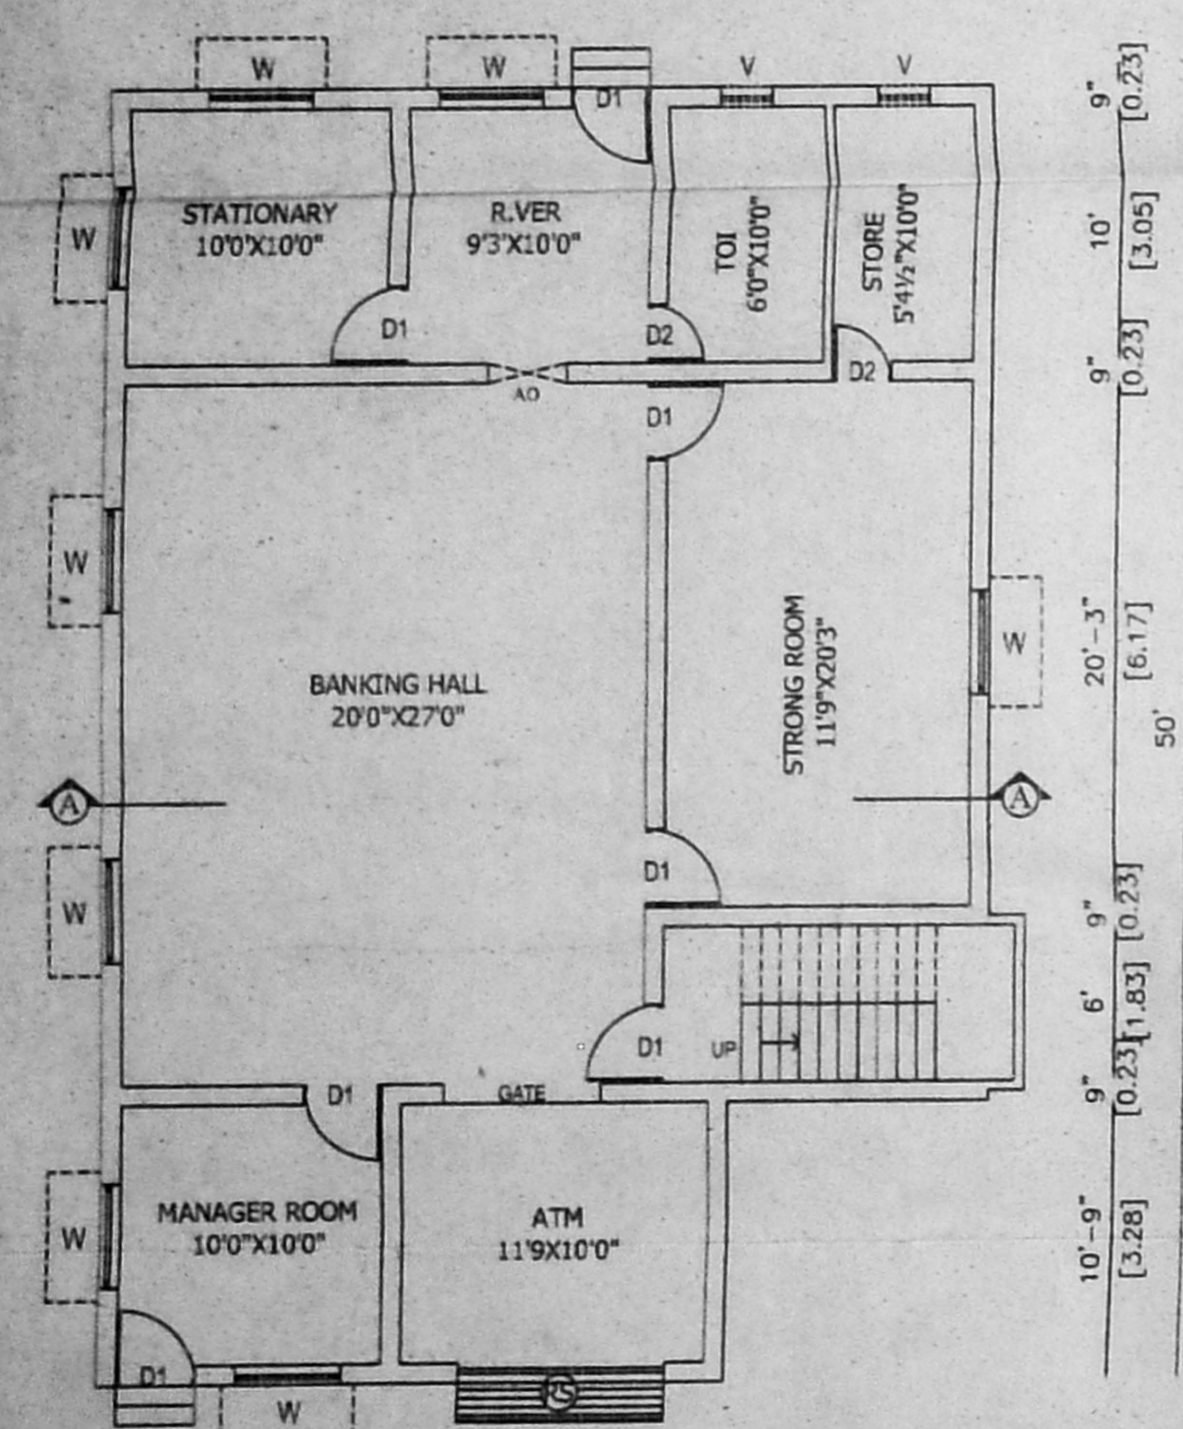 W
W
V
V
D1
9"
[0.23]
W
STATIONARY
10'0'X10'0"
R.VER
9'3'X10'0"
TOI
6'0"X10'0"
STORE
5'4½"X10'0"
10'
[3.05]
D1
D2
D2
9"
[0.23]
AO
D1
W
BANKING HALL
20'0"X27'0"
STRONG ROOM
11'9"X20'3"
W
20'-3"
[6.17]
50'
A
A
W
D1
9"
[0.23]
D1
UP
6'
[1.83]
D1
GATE
9"
[0.23]
W
MANAGER ROOM
10'0"X10'0"
ATM
11'9X10'0"
10'-9"
[3.28]
D1
W
RS